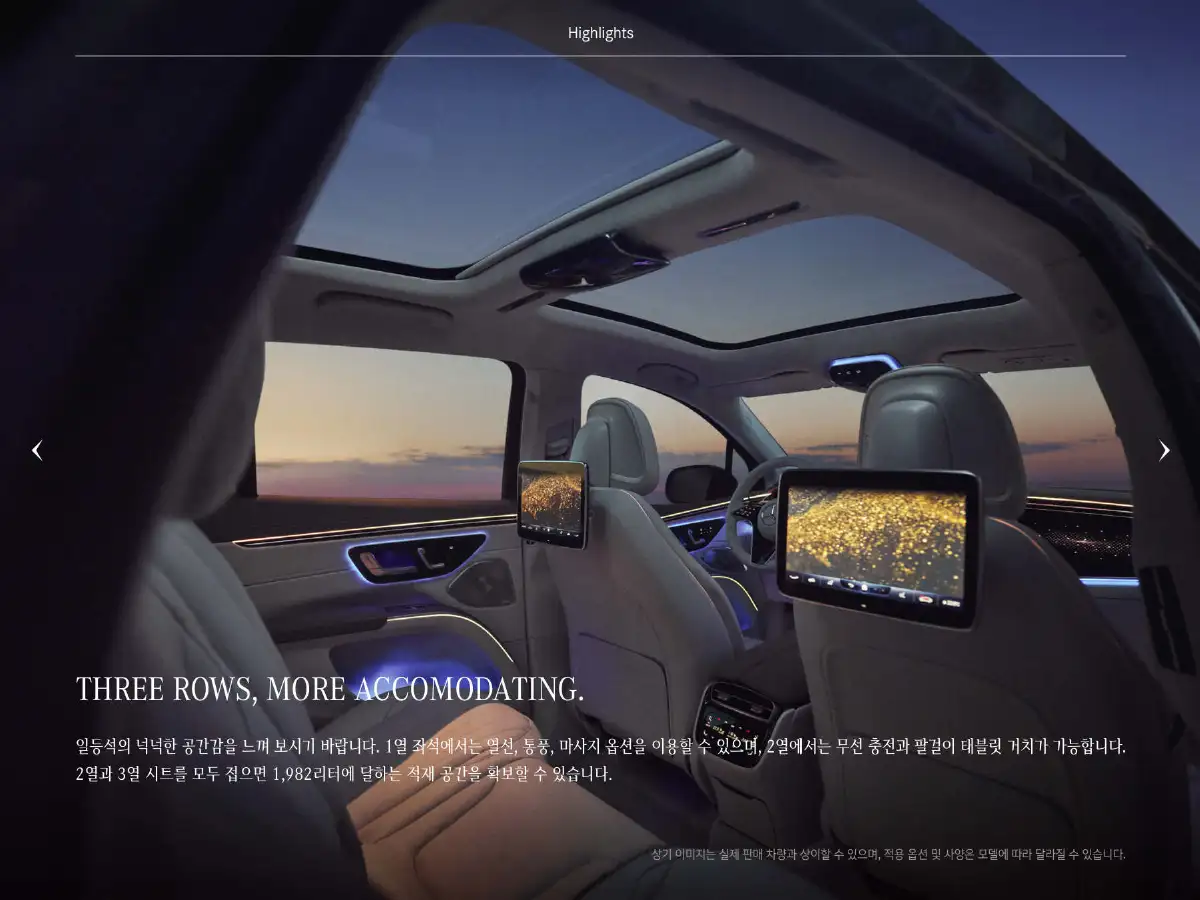 Highlights
THREE ROWS, MORE ACCOMODATING.
일등석의 넉넉한 공간감을 느껴 보시기 바랍니다. 1열 좌석에서는 열선, 통풍, 마사지 옵션을 이용할 수 있으며, 2열에서는 무선 충전과 팔걸이 태블릿 거치가 가능합니다.
2열과 3열 시트를 모두 접으면 1,982리터에 달하는 적재 공간을 확보할 수 있습니다.
상기 이미지는 실제 판매 차량과 상이할 수 있으며, 적용 옵션 및 사양은 모델에 따라 달라질 수 있습니다.